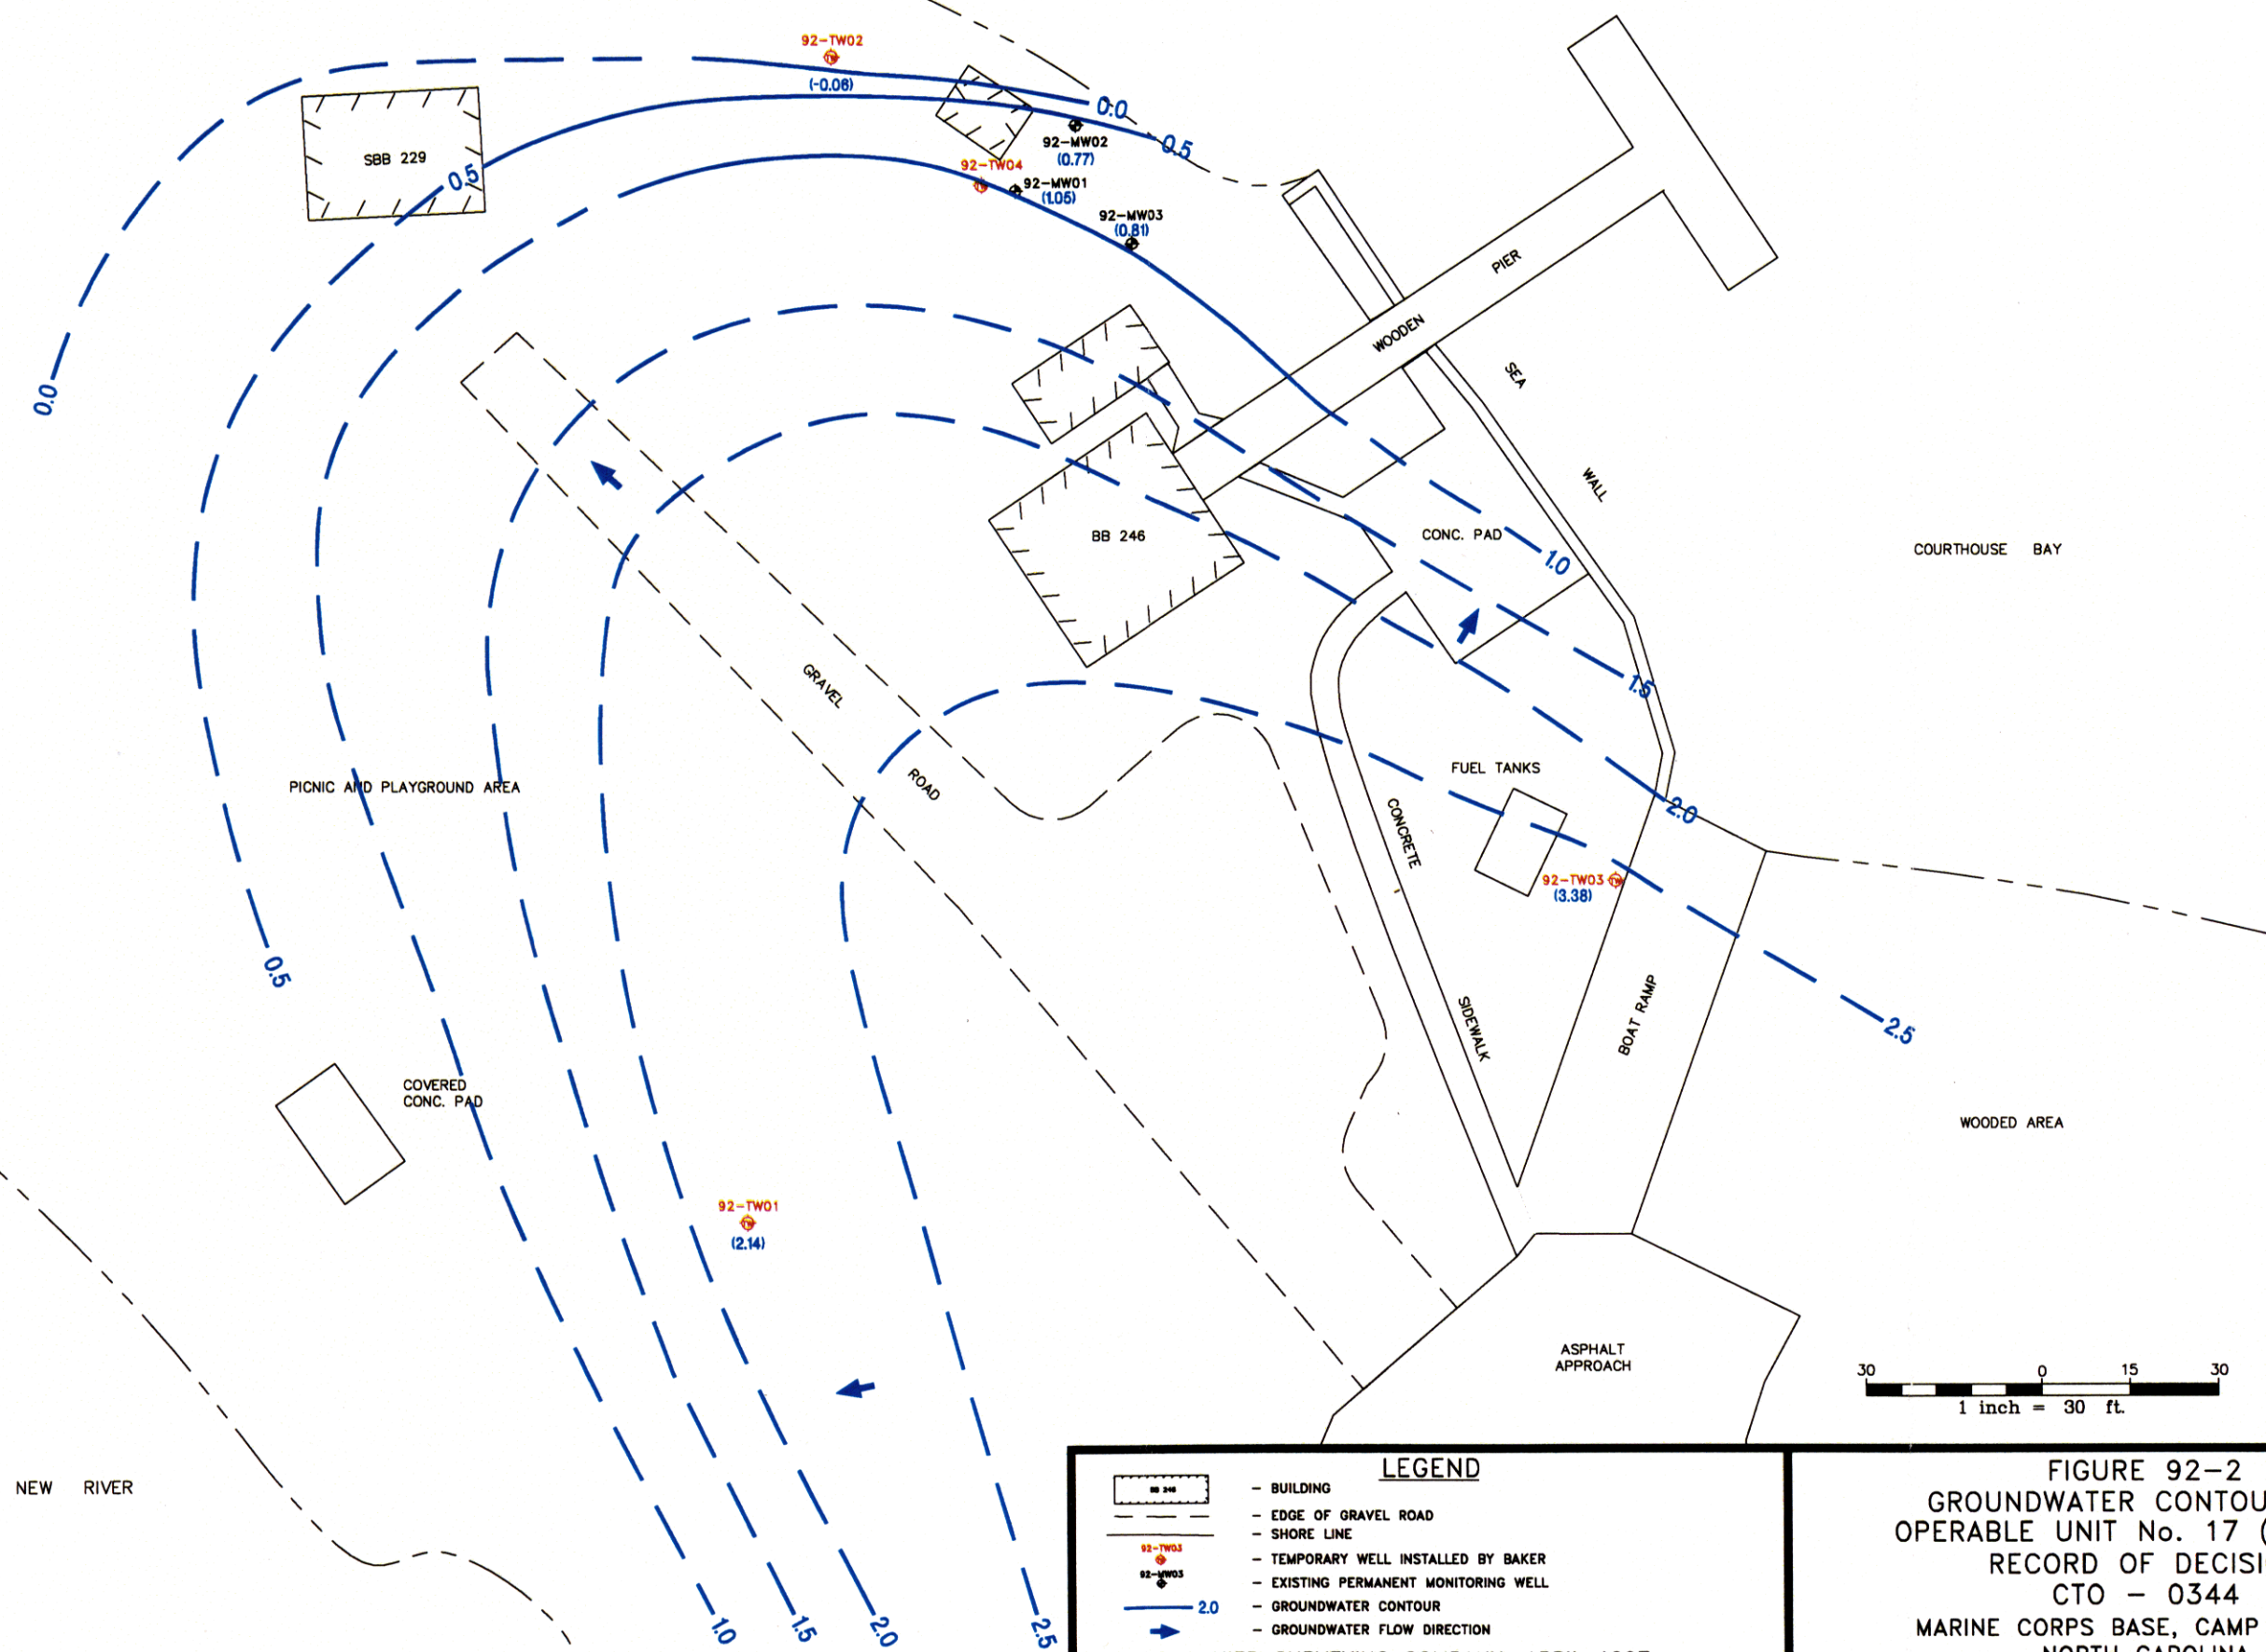 92-TW02
(-0.06)
0.0
92-MW02
(0.77)
0.5
SBB 229
0.5
92-TW04
92-MW01
(1.05)
92-MW03
(0.81)
PIER
WOODEN
SEA
WALL
0.0
BB 246
CONC. PAD
1.0
COURTHOUSE BAY
GRAVEL
ROAD
1.5
PICNIC AND PLAYGROUND AREA
FUEL TANKS
2.0
CONCRETE
SIDEWALK
92-TW03
(3.38)
0.5
BOAT RAMP
2.5
COVERED
CONC. PAD
WOODED AREA
92-TW01
(2.14)
ASPHALT
APPROACH
30 0 15 30
1 inch = 30 ft.
NEW RIVER
1.0
1.5
2.0
2.5
LEGEND
BB 246 - BUILDING
- EDGE OF GRAVEL ROAD
- SHORE LINE
92-TW03 - TEMPORARY WELL INSTALLED BY BAKER
92-MW03 - EXISTING PERMANENT MONITORING WELL
2.0 - GROUNDWATER CONTOUR
- GROUNDWATER FLOW DIRECTION
FIGURE 92-2
GROUNDWATER CONTOU
OPERABLE UNIT No. 17 (
RECORD OF DECISI
CTO - 0344
MARINE CORPS BASE, CAMP
NORTH CAROLINA